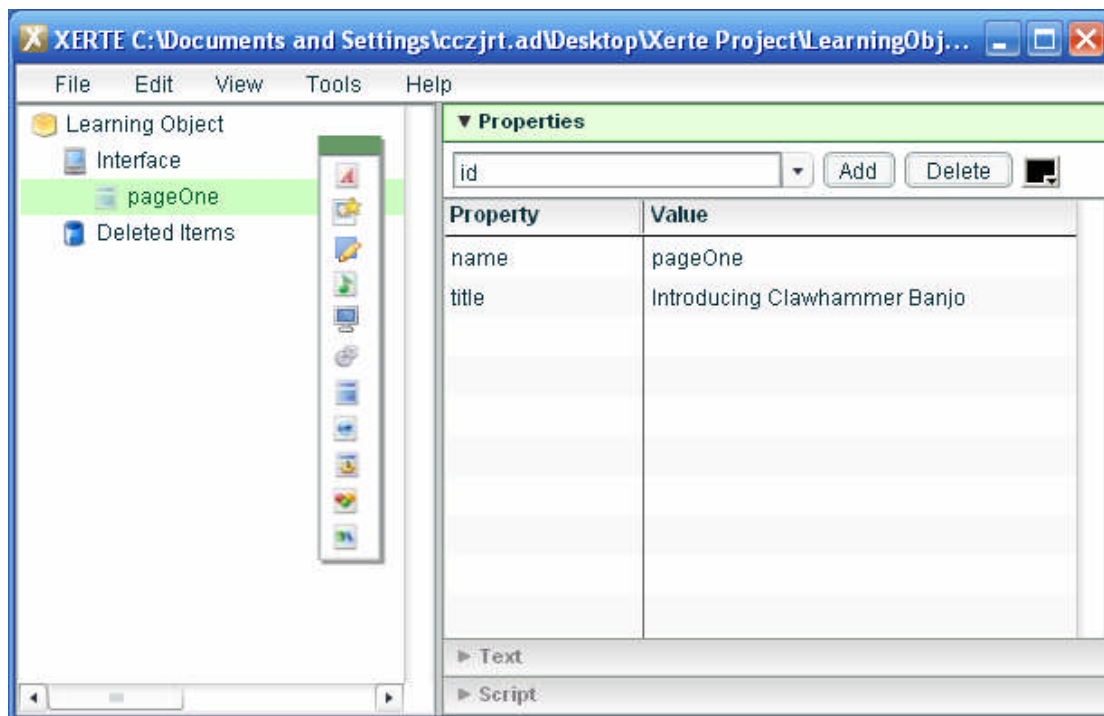 XERTE C:\Documents and Settings\cczjrt.ad\Desktop\Xerte Project\LearningObj...
File Edit View Tools Help
Learning Object
Interface
pageOne
Deleted Items
Properties
id Add Delete
Property Value
name pageOne
title Introducing Clawhammer Banjo
Text
Script